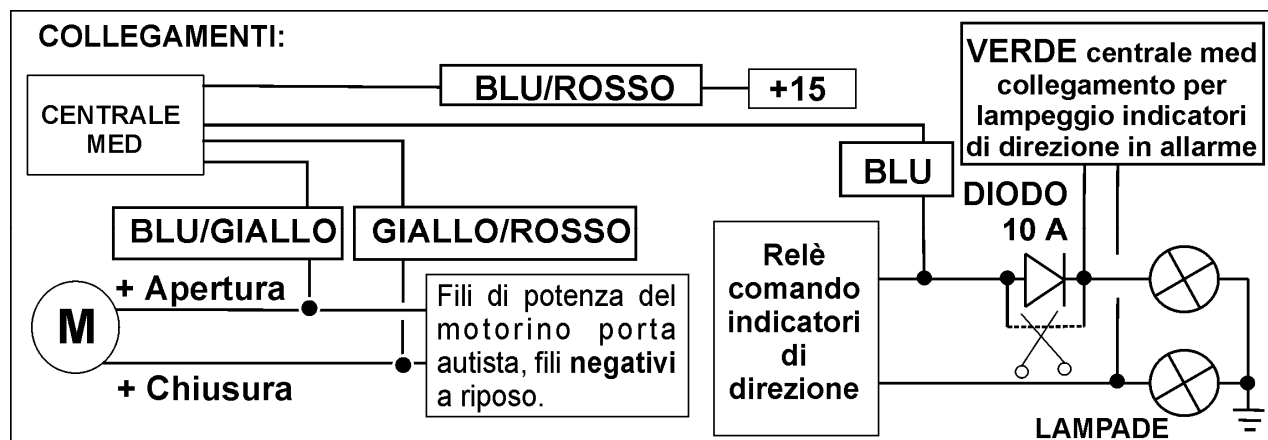 COLLEGAMENTI:
CENTRALE
MED
BLU/ROSSO
+15
VERDE centrale med
collegamento per
lampeggio indicatori
di direzione in allarme
BLU
DIODO
10 A
BLU/GIALLO
GIALLO/ROSSO
+ Apertura
M
+ Chiusura
Fili di potenza del
motorino porta
autista, fili negativi
a riposo.
Relè
comando
indicatori
di
direzione
LAMPADE